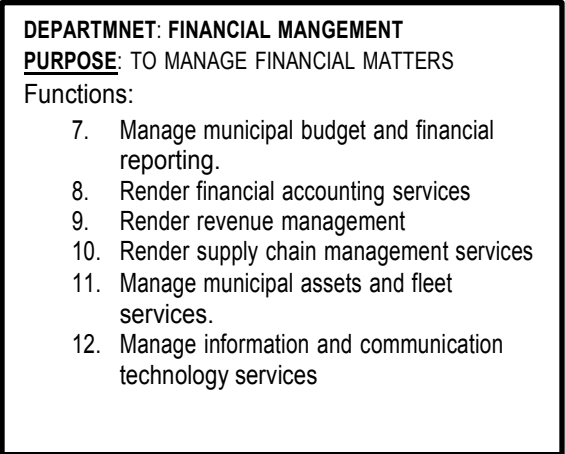 DEPARTMNET: FINANCIAL MANGEMENT
PURPOSE: TO MANAGE FINANCIAL MATTERS
Functions:
7. Manage municipal budget and financial
reporting.
8. Render financial accounting services
9. Render revenue management
10. Render supply chain management services
11. Manage municipal assets and fleet
services.
12. Manage information and communication
technology services